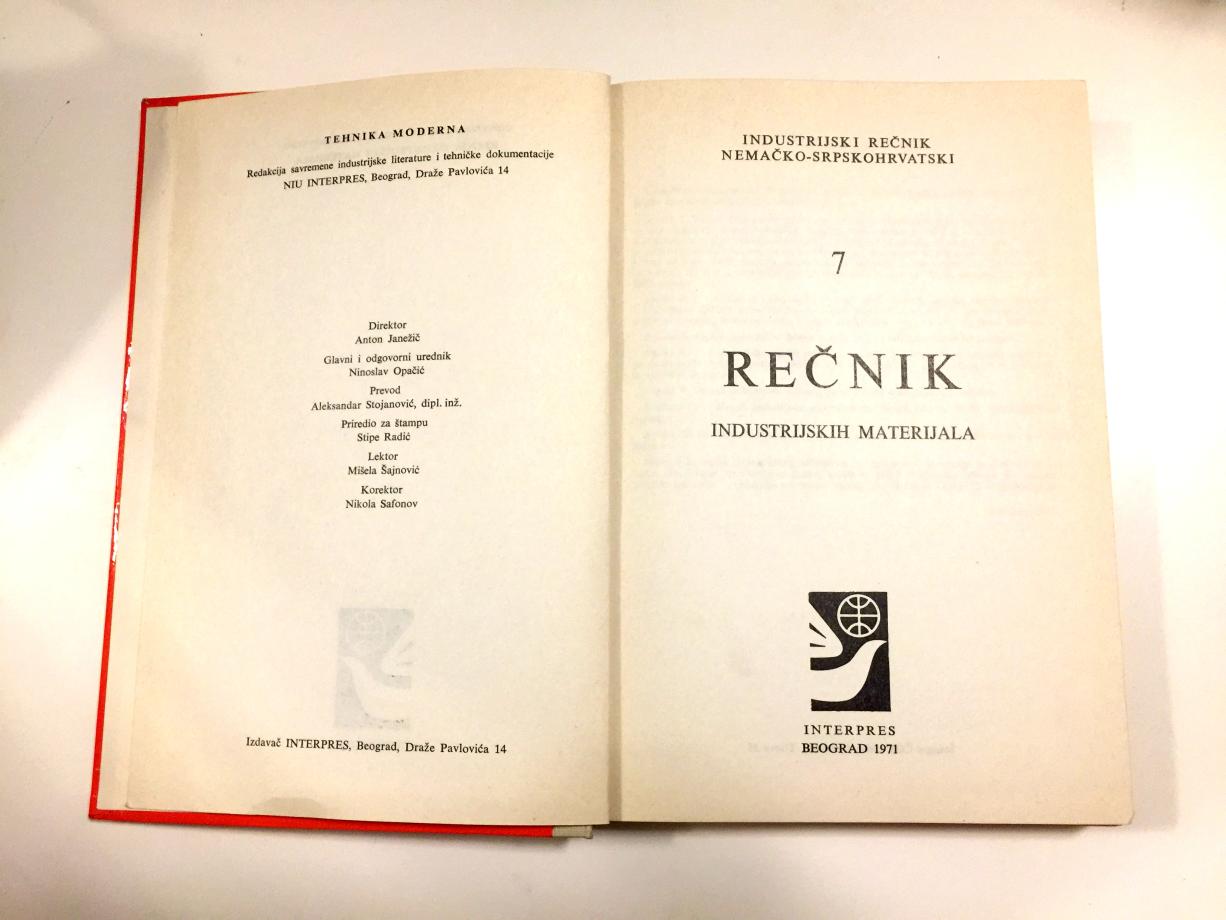 TEHNIKA MODERNA
Redakcija savremene industrijske literature i tehničke dokumentacije
NIU INTERPRES, Beograd, Draže Pavlovića 14
Direktor
Anton Janežič
Glavni i odgovorni urednik
Ninoslav Opačić
Prevod
Aleksandar Stojanović, dipl. inž.
Priredio za štampu
Stipe Radić
Lektor
Mišela Šajnović
Korektor
Nikola Safonov
Izdavač INTERPRES, Beograd, Draže Pavlovića 14
INDUSTRIJSKI REČNIK
NEMAČKO-SRPSKOHRVATSKI
7
REČNIK
INDUSTRIJSKIH MATERIJALA
INTERPRES
BEOGRAD 1971